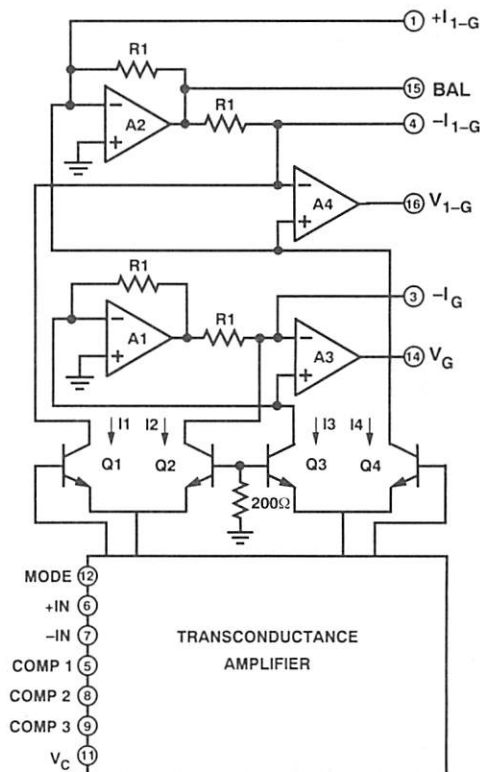 ① +I1-G
R1
⑮ BAL
R1
④ -I1-G
−
A2
+
−
A4
+
⑯ V1-G
R1
③ -IG
R1
−
A1
+
−
A3
+
⑭ VG
I1 I2 I3 I4
Q1 Q2 Q3 Q4
200Ω
MODE ⑫
+IN ⑥
–IN ⑦
TRANSCONDUCTANCE
AMPLIFIER
COMP 1 ⑤
COMP 2 ⑧
COMP 3 ⑨
VC ⑪